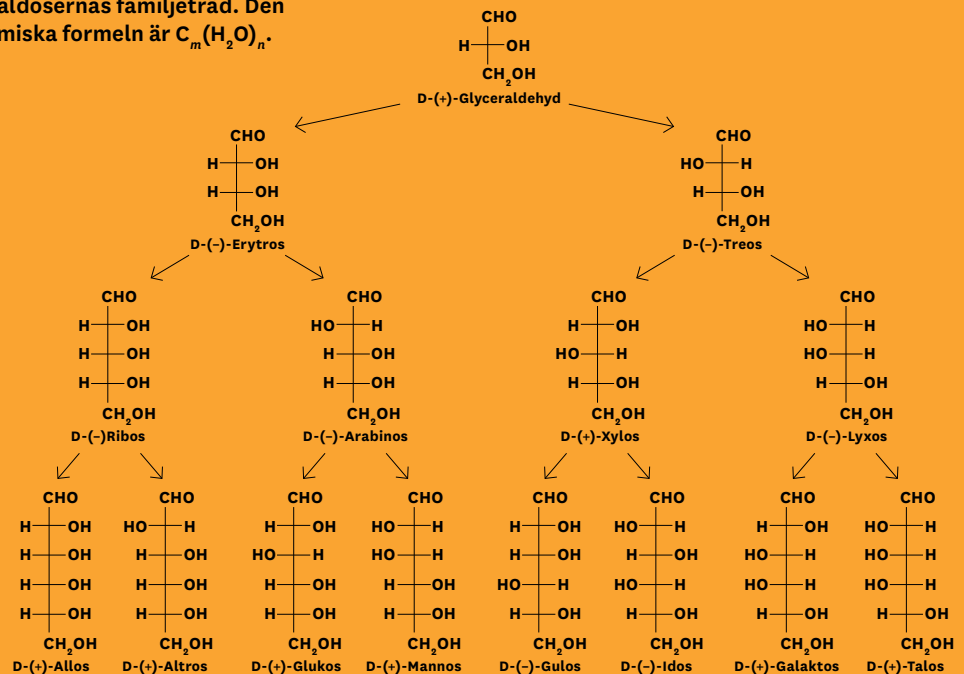 aldosernas familjeträd. Den
miska formeln är Cₘ(H₂O)ₙ.
CHO
H OH
CH₂OH
D-(+)-Glyceraldehyd
CHO
H OH
H OH
CH₂OH
D-(−)-Erytros
CHO
HO H
H OH
CH₂OH
D-(−)-Treos
CHO
H OH
H OH
H OH
CH₂OH
D-(−)Ribos
CHO
HO H
H OH
H OH
CH₂OH
D-(−)-Arabinos
CHO
H OH
HO H
H OH
CH₂OH
D-(+)-Xylos
CHO
HO H
HO H
H OH
CH₂OH
D-(−)-Lyxos
CHO
H OH
H OH
H OH
H OH
CH₂OH
D-(+)-Allos
CHO
HO H
H OH
H OH
H OH
CH₂OH
D-(+)-Altros
CHO
H OH
HO H
H OH
H OH
CH₂OH
D-(+)-Glukos
CHO
HO H
HO H
H OH
H OH
CH₂OH
D-(+)-Mannos
CHO
H OH
H OH
HO H
H OH
CH₂OH
D-(−)-Gulos
CHO
HO H
H OH
HO H
H OH
CH₂OH
D-(−)-Idos
CHO
H OH
HO H
HO H
H OH
CH₂OH
D-(+)-Galaktos
CHO
HO H
HO H
HO H
H OH
CH₂OH
D-(+)-Talos